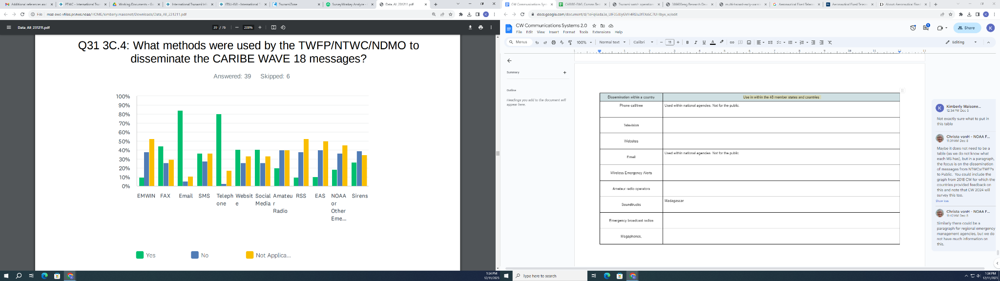 Additional references and
PTWC - International Tsur
Working Documents - Go
International Tsunami Inf
ITSU-XVI - International T
TsunamiZone
SurveyMonkey Analyze -
Data_All_231211.pdf
File
maz-swc-vfiles.pr.nws.noaa/HOME/kimberly.maisonet/Downloads/Data_All_231211.pdf
K
Data All 231211.pdf
39 / 76
200%
Q31 3C.4: What methods were used by the TWFP/NTWC/NDMO to
disseminate the CARIBE WAVE 18 messages?
Answered: 39 Skipped: 6
100%
90%
80%
70%
60%
50%
40%
30%
20%
10%
0%
EMWIN
FAX
Email
SMS
Teleph
one
Websit
e
Social
Media
Amateu
r
Radio
RSS
EAS
NOAA
or
Other
Eme...
Sirens
Yes
No
Not Applica...
1:34 PM
12/11/2023
CW Communications Syst
CARIBE-EWS Comms Test
Tsunami watch operation
386603eng Research Dev
multi-hazard-early-warn
Aeronautical Fixed Telec
Aeronautical Fixed Telec
About: Aeronautical Fixed
K
CW Communications Systems 2.0
File Edit View Insert Format Tools Extensions Help
1
Share
K
Menus
100%
Normal text
Calibri
11
B I U A
Editing
Summary
Outline
Headings you add to the document will
appear here.
Dissemination within a country
Use in within the 48 member states and countries
Phone call/tree
Used within national agencies. Not for the public.
Television
Websites
Email
Used within national agencies. Not for the public.
Wireless Emergency Alerts
Amateur radio operators
Soundtrucks
Madagascar
Emergency broadcast radios
Megaphones,
K
Kimberly Maisone...
12:34 PM Dec 5
Not exactly sure what to put in
this table
Christa vonH - NOAA F...
11:39 AM Dec 8
Maybe it does not need to be a
table (as we do not know what
each MS has), but in a paragraph,
the focus is on the dissemination
of messages from NTWCs/TWFPs
to Public. You could include the
graph from 2018 CW for which the
countries provided feedback on
this and note that CW 2024 will
survey this too.
Show less
Christa vonH - NOAA F...
11:42 AM Dec 8
Similarly there could be a
paragraph for regional emergency
management agencies, but we do
not have much information on
this.
Type here to search
1:34 PM
12/11/2023